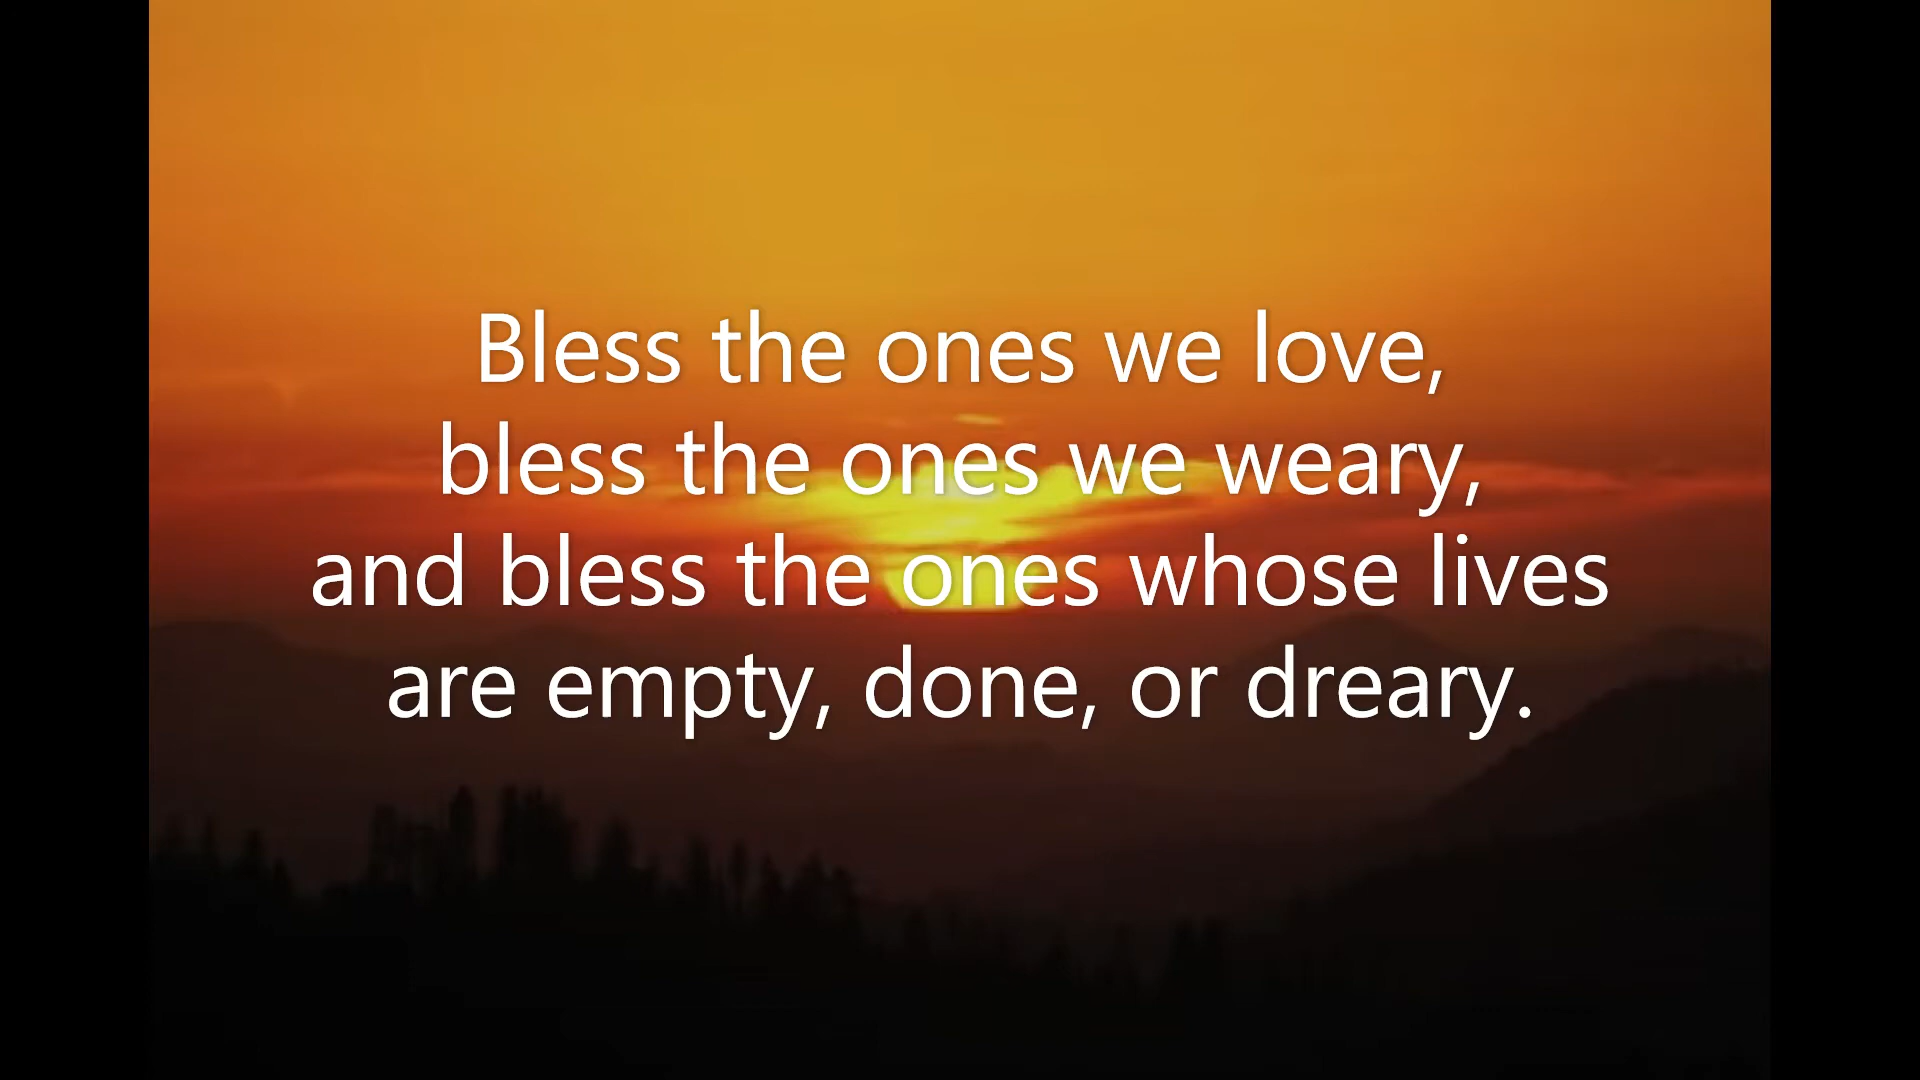 Bless the ones we love,
bless the ones we weary,
and bless the ones whose lives
are empty, done, or dreary.